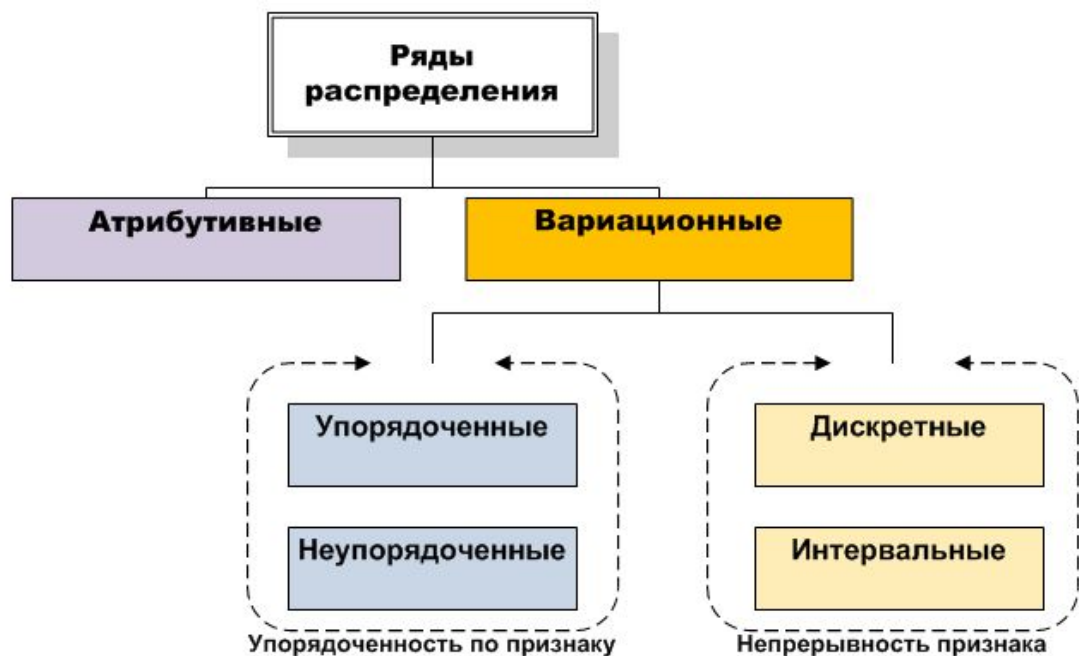 Ряды
распределения
Атрибутивные
Вариационные
Упорядоченные
Неупорядоченные
Упорядоченность по признаку
Дискретные
Интервальные
Непрерывность признака